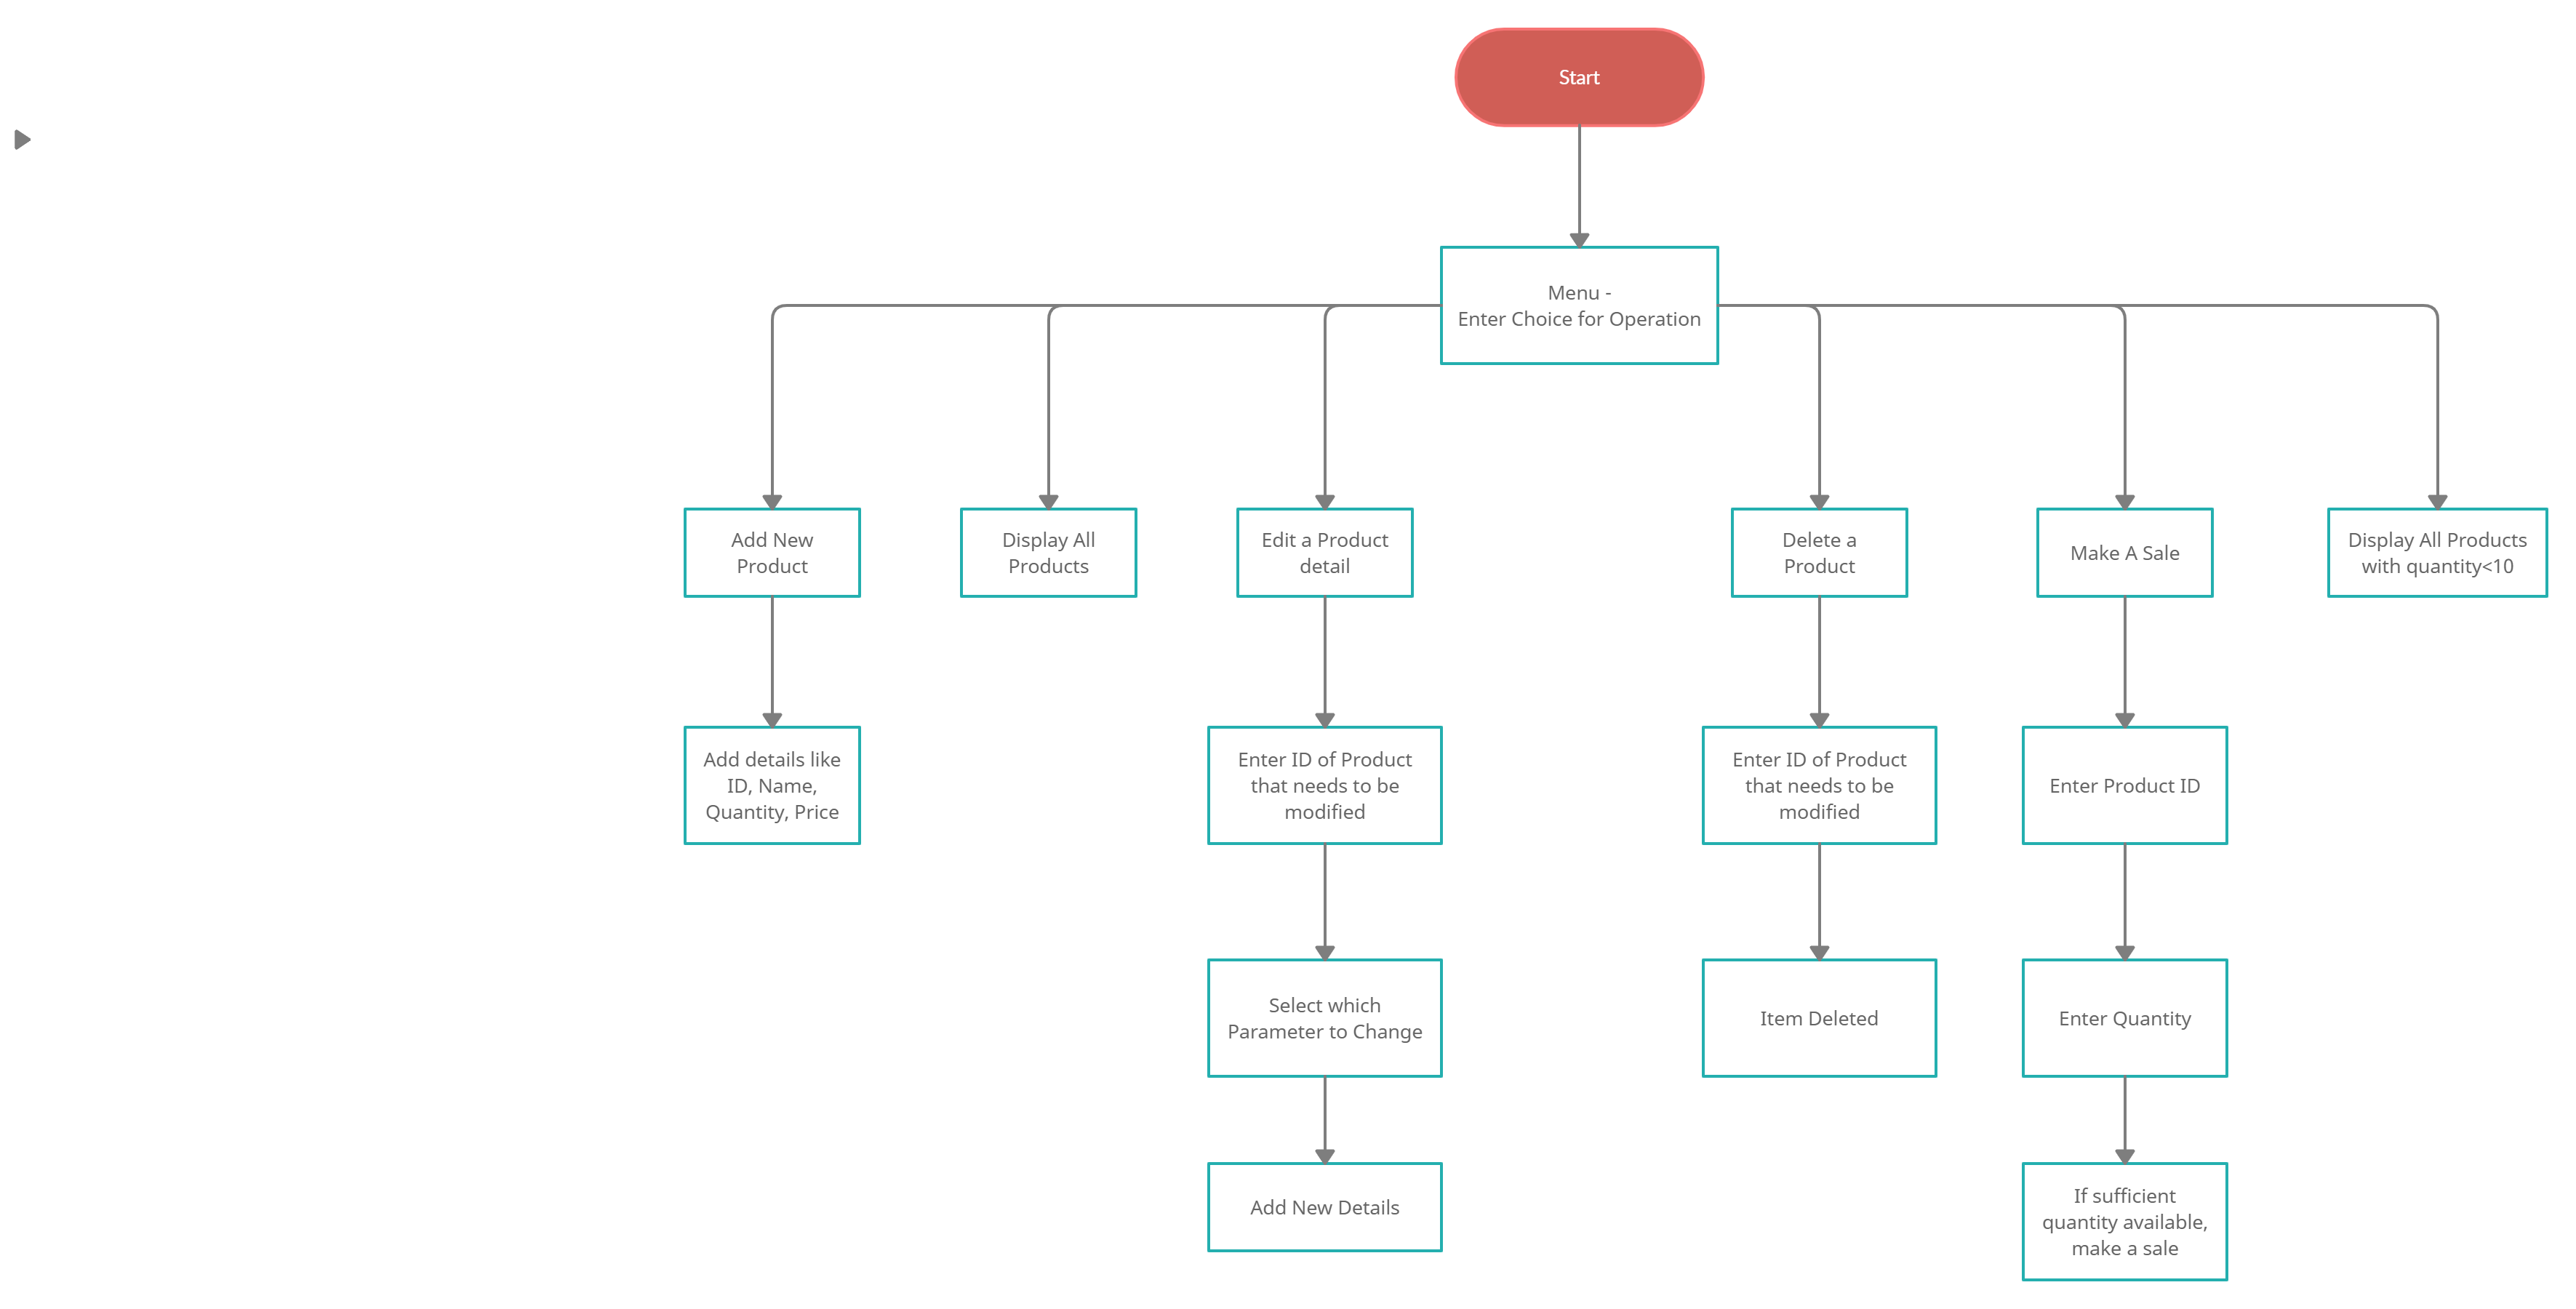 Start
Menu -
Enter Choice for Operation
Add New
Product
Display All
Products
Edit a Product
detail
Delete a
Product
Make A Sale
Display All Products
with quantity<10
Add details like
ID, Name,
Quantity, Price
Enter ID of Product
that needs to be
modified
Enter ID of Product
that needs to be
modified
Enter Product ID
Select which
Parameter to Change
Item Deleted
Enter Quantity
Add New Details
If sufficient
quantity available,
make a sale